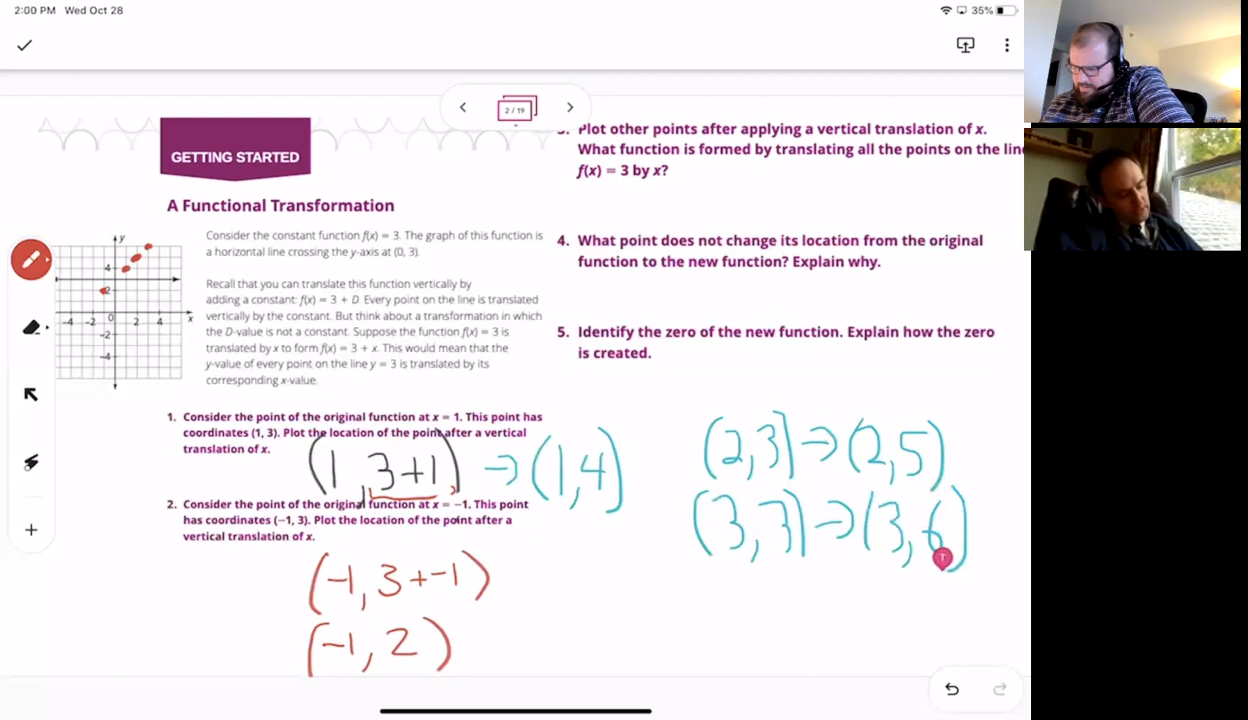 2:00 PM Wed Oct 28
35%
2 / 19
GETTING STARTED
A Functional Transformation
Consider the constant function f(x) = 3. The graph of this function is
a horizontal line crossing the y-axis at (0, 3).
Recall that you can translate this function vertically by
adding a constant: f(x) = 3 + D. Every point on the line is translated
vertically by the constant. But think about a transformation in which
the D-value is not a constant. Suppose the function f(x) = 3 is
translated by x to form f(x) = 3 + x. This would mean that the
y-value of every point on the line y = 3 is translated by its
corresponding x-value.
y
4
2
-4 -2 0 2 4 x
-2
-4
1. Consider the point of the original function at x = 1. This point has
coordinates (1, 3). Plot the location of the point after a vertical
translation of x.
(1, 3+1) → (1,4)
2. Consider the point of the original function at x = −1. This point
has coordinates (−1, 3). Plot the location of the point after a
vertical translation of x.
(-1, 3+-1)
(-1, 2)
Plot other points after applying a vertical translation of x.
What function is formed by translating all the points on the lin
f(x) = 3 by x?
4. What point does not change its location from the original
function to the new function? Explain why.
5. Identify the zero of the new function. Explain how the zero
is created.
(2,3) → (2,5)
(3,3) → (3,6)
T